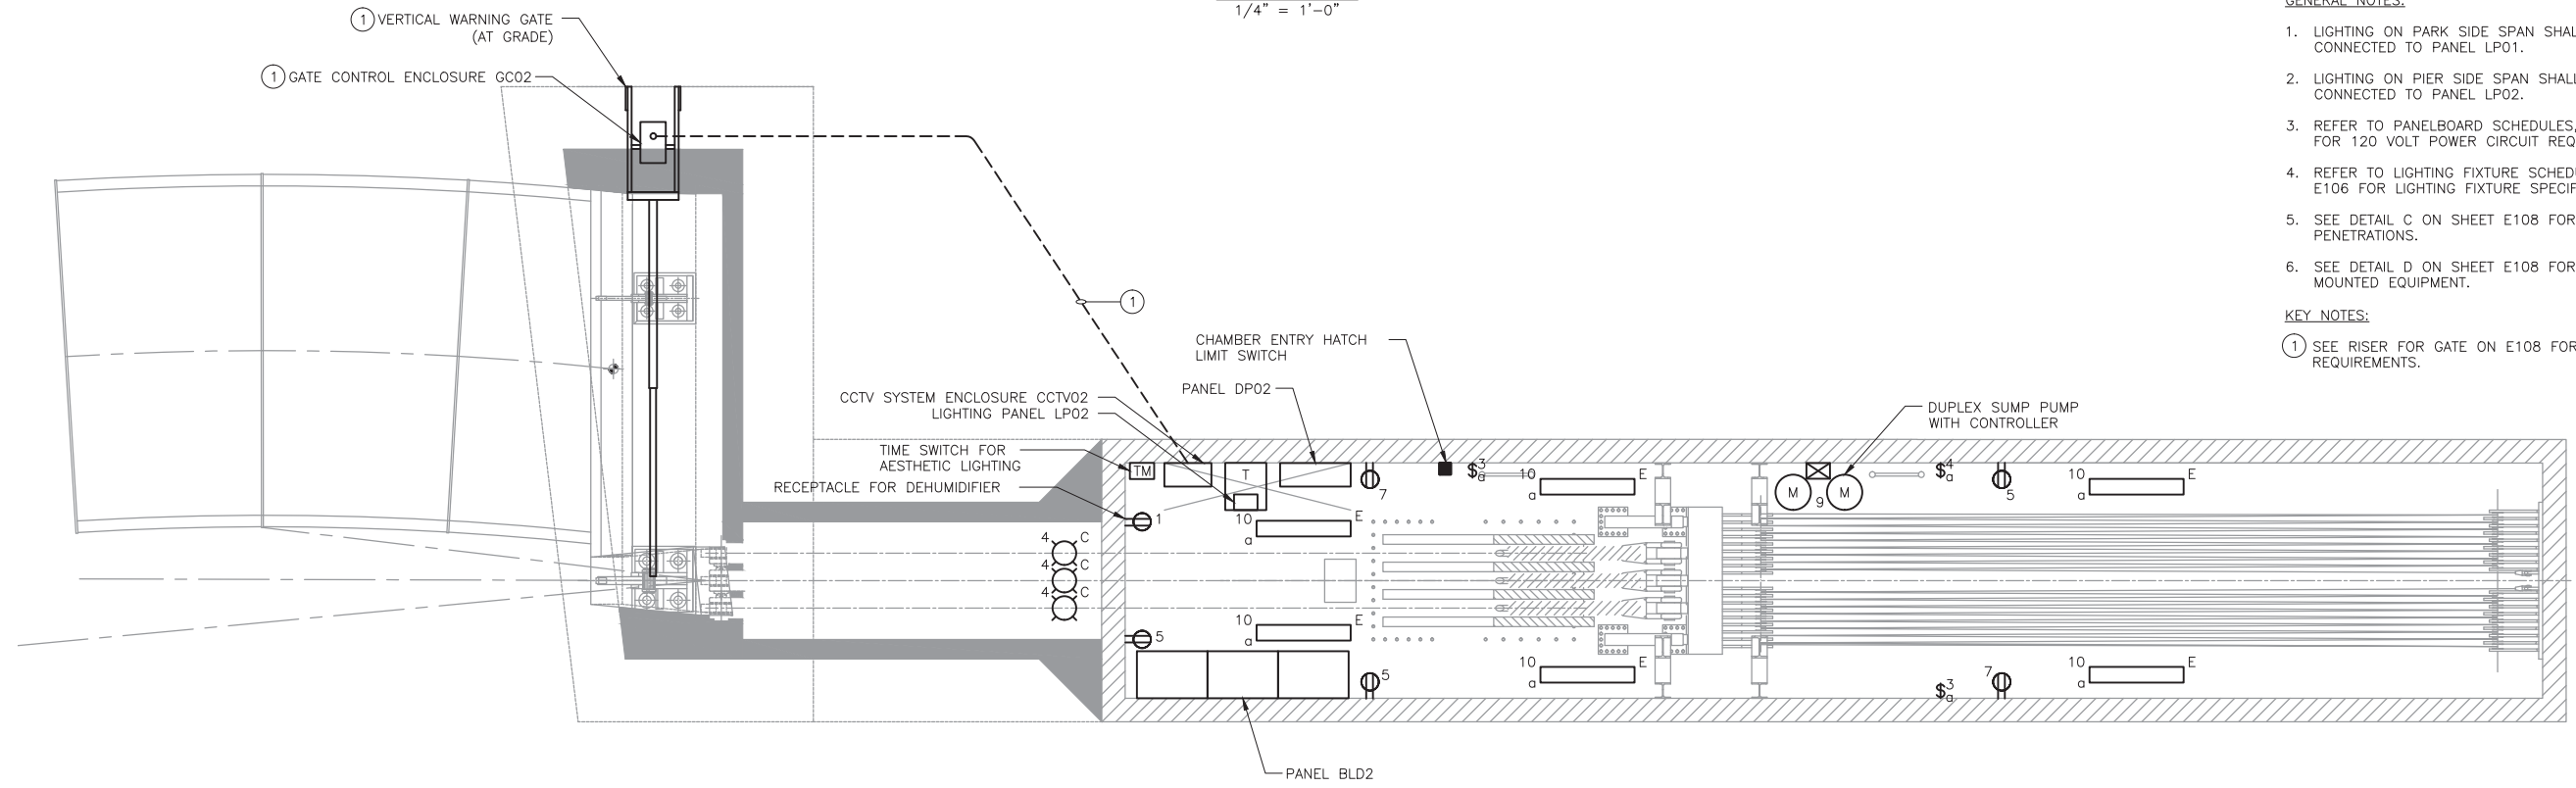 1/4" = 1'-0"
1 VERTICAL WARNING GATE
(AT GRADE)
1 GATE CONTROL ENCLOSURE GC02
1
CHAMBER ENTRY HATCH
LIMIT SWITCH
PANEL DP02
CCTV SYSTEM ENCLOSURE CCTV02
LIGHTING PANEL LP02
TIME SWITCH FOR
AESTHETIC LIGHTING
RECEPTACLE FOR DEHUMIDIFIER
DUPLEX SUMP PUMP
WITH CONTROLLER
TM
T
7
$3
a
10 E
a
M M
9
$4
a
5
10 E
a
1
10 E
a
4 C
4 C
4 C
5
10 E
a
5
10 E
a
$3
a
7
10 E
a
PANEL BLD2
GENERAL NOTES:
1. LIGHTING ON PARK SIDE SPAN SHAL
CONNECTED TO PANEL LP01.
2. LIGHTING ON PIER SIDE SPAN SHALL
CONNECTED TO PANEL LP02.
3. REFER TO PANELBOARD SCHEDULES,
FOR 120 VOLT POWER CIRCUIT REQ
4. REFER TO LIGHTING FIXTURE SCHED
E106 FOR LIGHTING FIXTURE SPECIF
5. SEE DETAIL C ON SHEET E108 FOR
PENETRATIONS.
6. SEE DETAIL D ON SHEET E108 FOR
MOUNTED EQUIPMENT.
KEY NOTES:
1 SEE RISER FOR GATE ON E108 FOR
REQUIREMENTS.